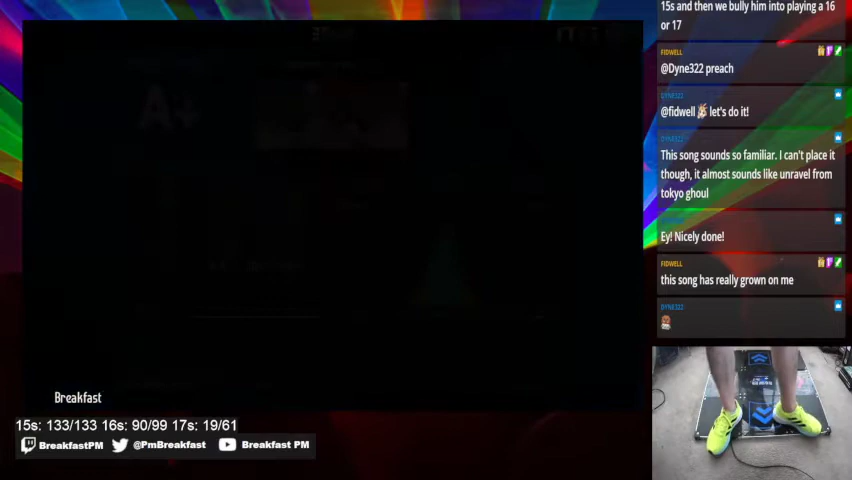 A+
15s and then we bully him into playing a 16
or 17
FIDWELL
@Dyne322 preach
DYNE322
@fidwell let's do it!
DYNE322
This song sounds so familiar. I can't place it
though, it almost sounds like unravel from
tokyo ghoul
Ey! Nicely done!
FIDWELL
this song has really grown on me
DYNE322
Breakfast
15s: 133/133 16s: 90/99 17s: 19/61
BreakfastPM @PmBreakfast Breakfast PM